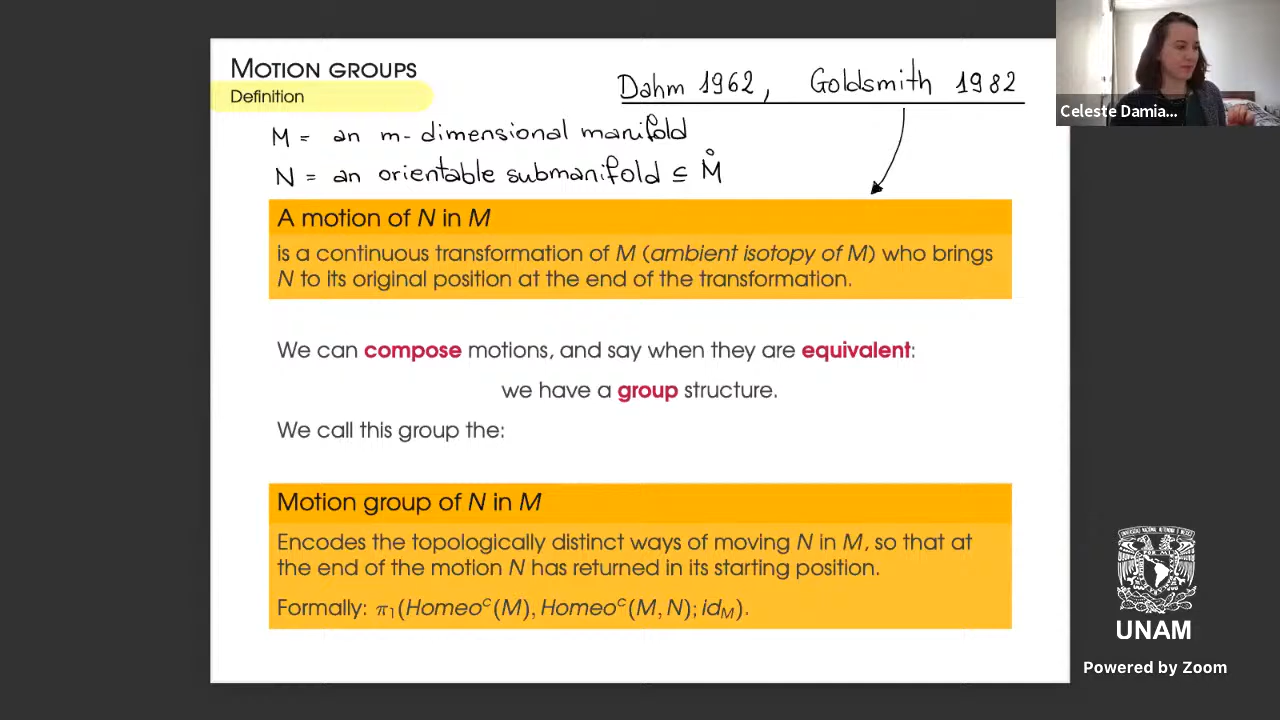 MOTION GROUPS
Definition
Dahm 1962, Goldsmith 1982
M = an m-dimensional manifold
N = an orientable submanifold ⊆ M̊
A motion of N in M
is a continuous transformation of M (ambient isotopy of M) who brings
N to its original position at the end of the transformation.
We can compose motions, and say when they are equivalent:
we have a group structure.
We call this group the:
Motion group of N in M
Encodes the topologically distinct ways of moving N in M, so that at
the end of the motion N has returned in its starting position.
Formally: π₁(Homeoᶜ(M), Homeoᶜ(M, N); id_M).
Celeste Damia...
UNAM
Powered by Zoom